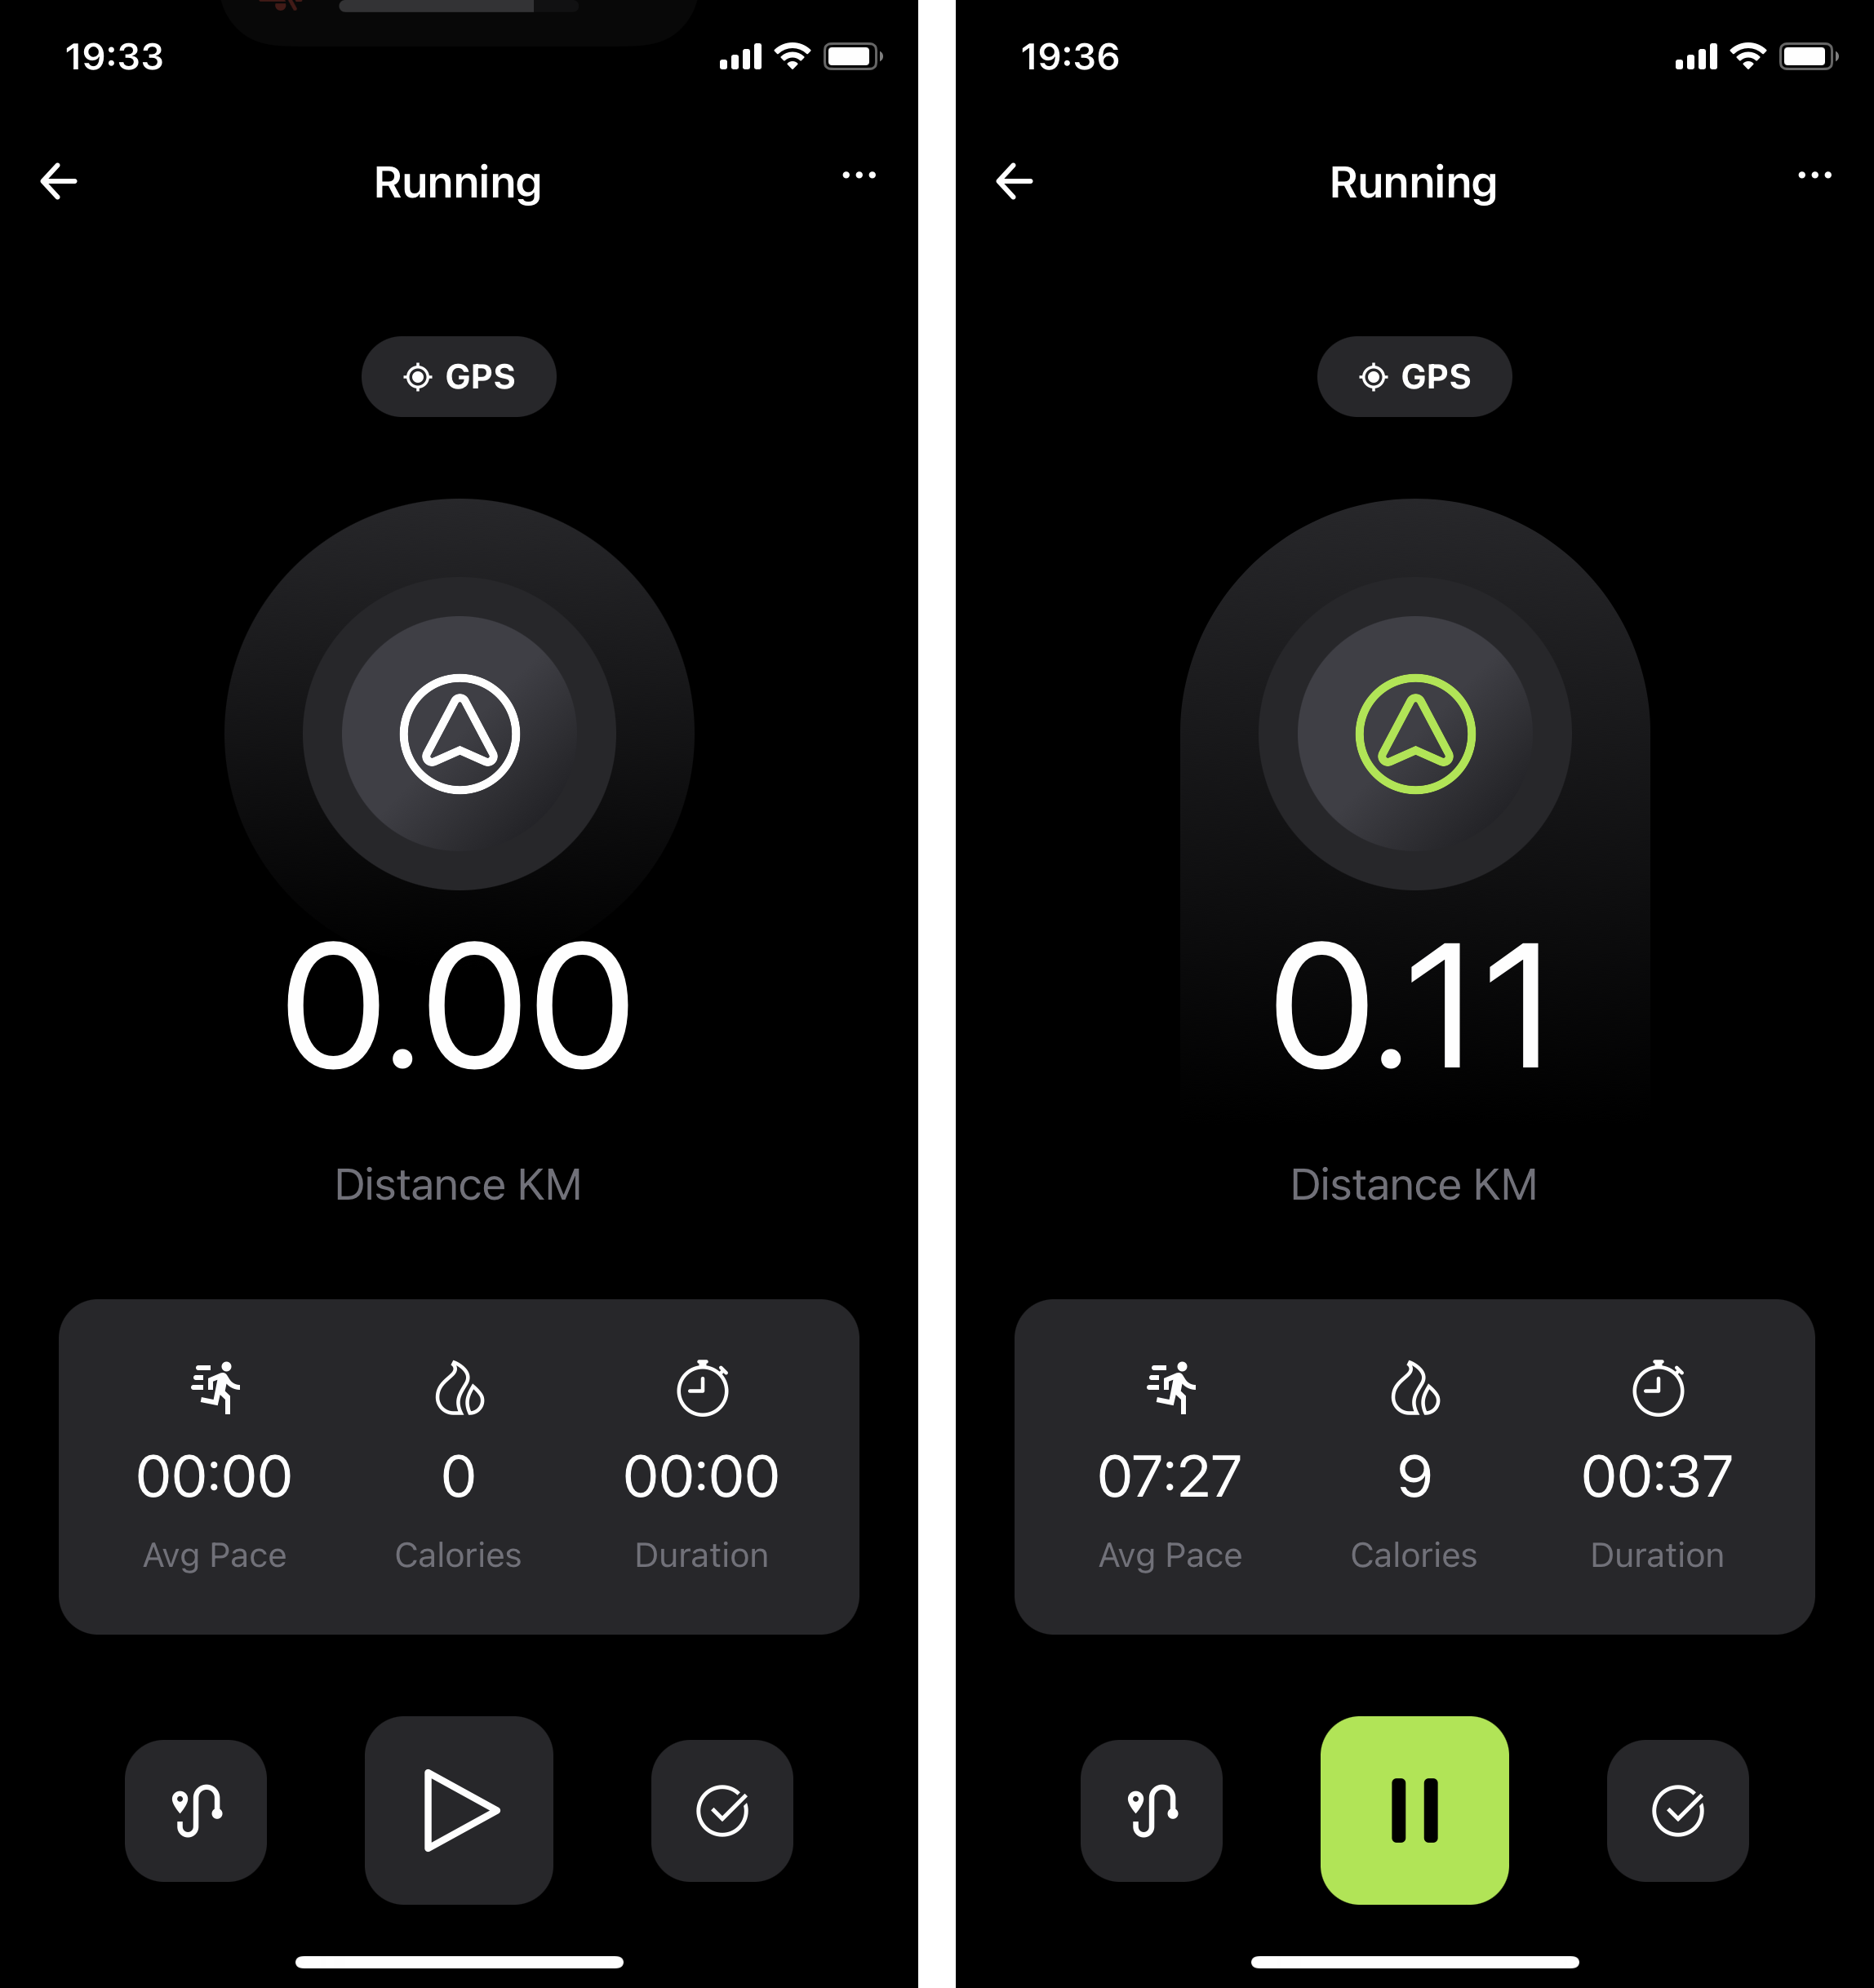 19:33
Running
GPS
0.00
Distance KM
00:00
0
00:00
Avg Pace
Calories
Duration
19:36
Running
GPS
0.11
Distance KM
07:27
9
00:37
Avg Pace
Calories
Duration